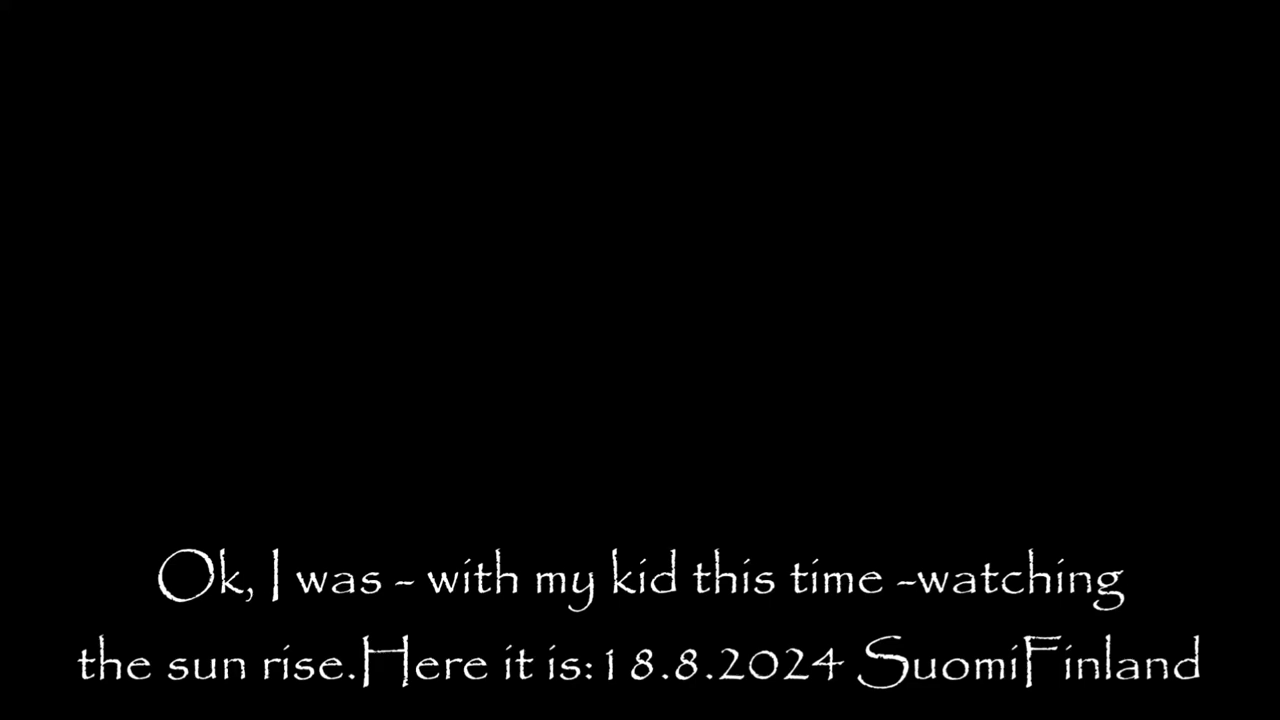 Ok, I was - with my kid this time -watching
the sun rise.Here it is:18.8.2024 SuomiFinland